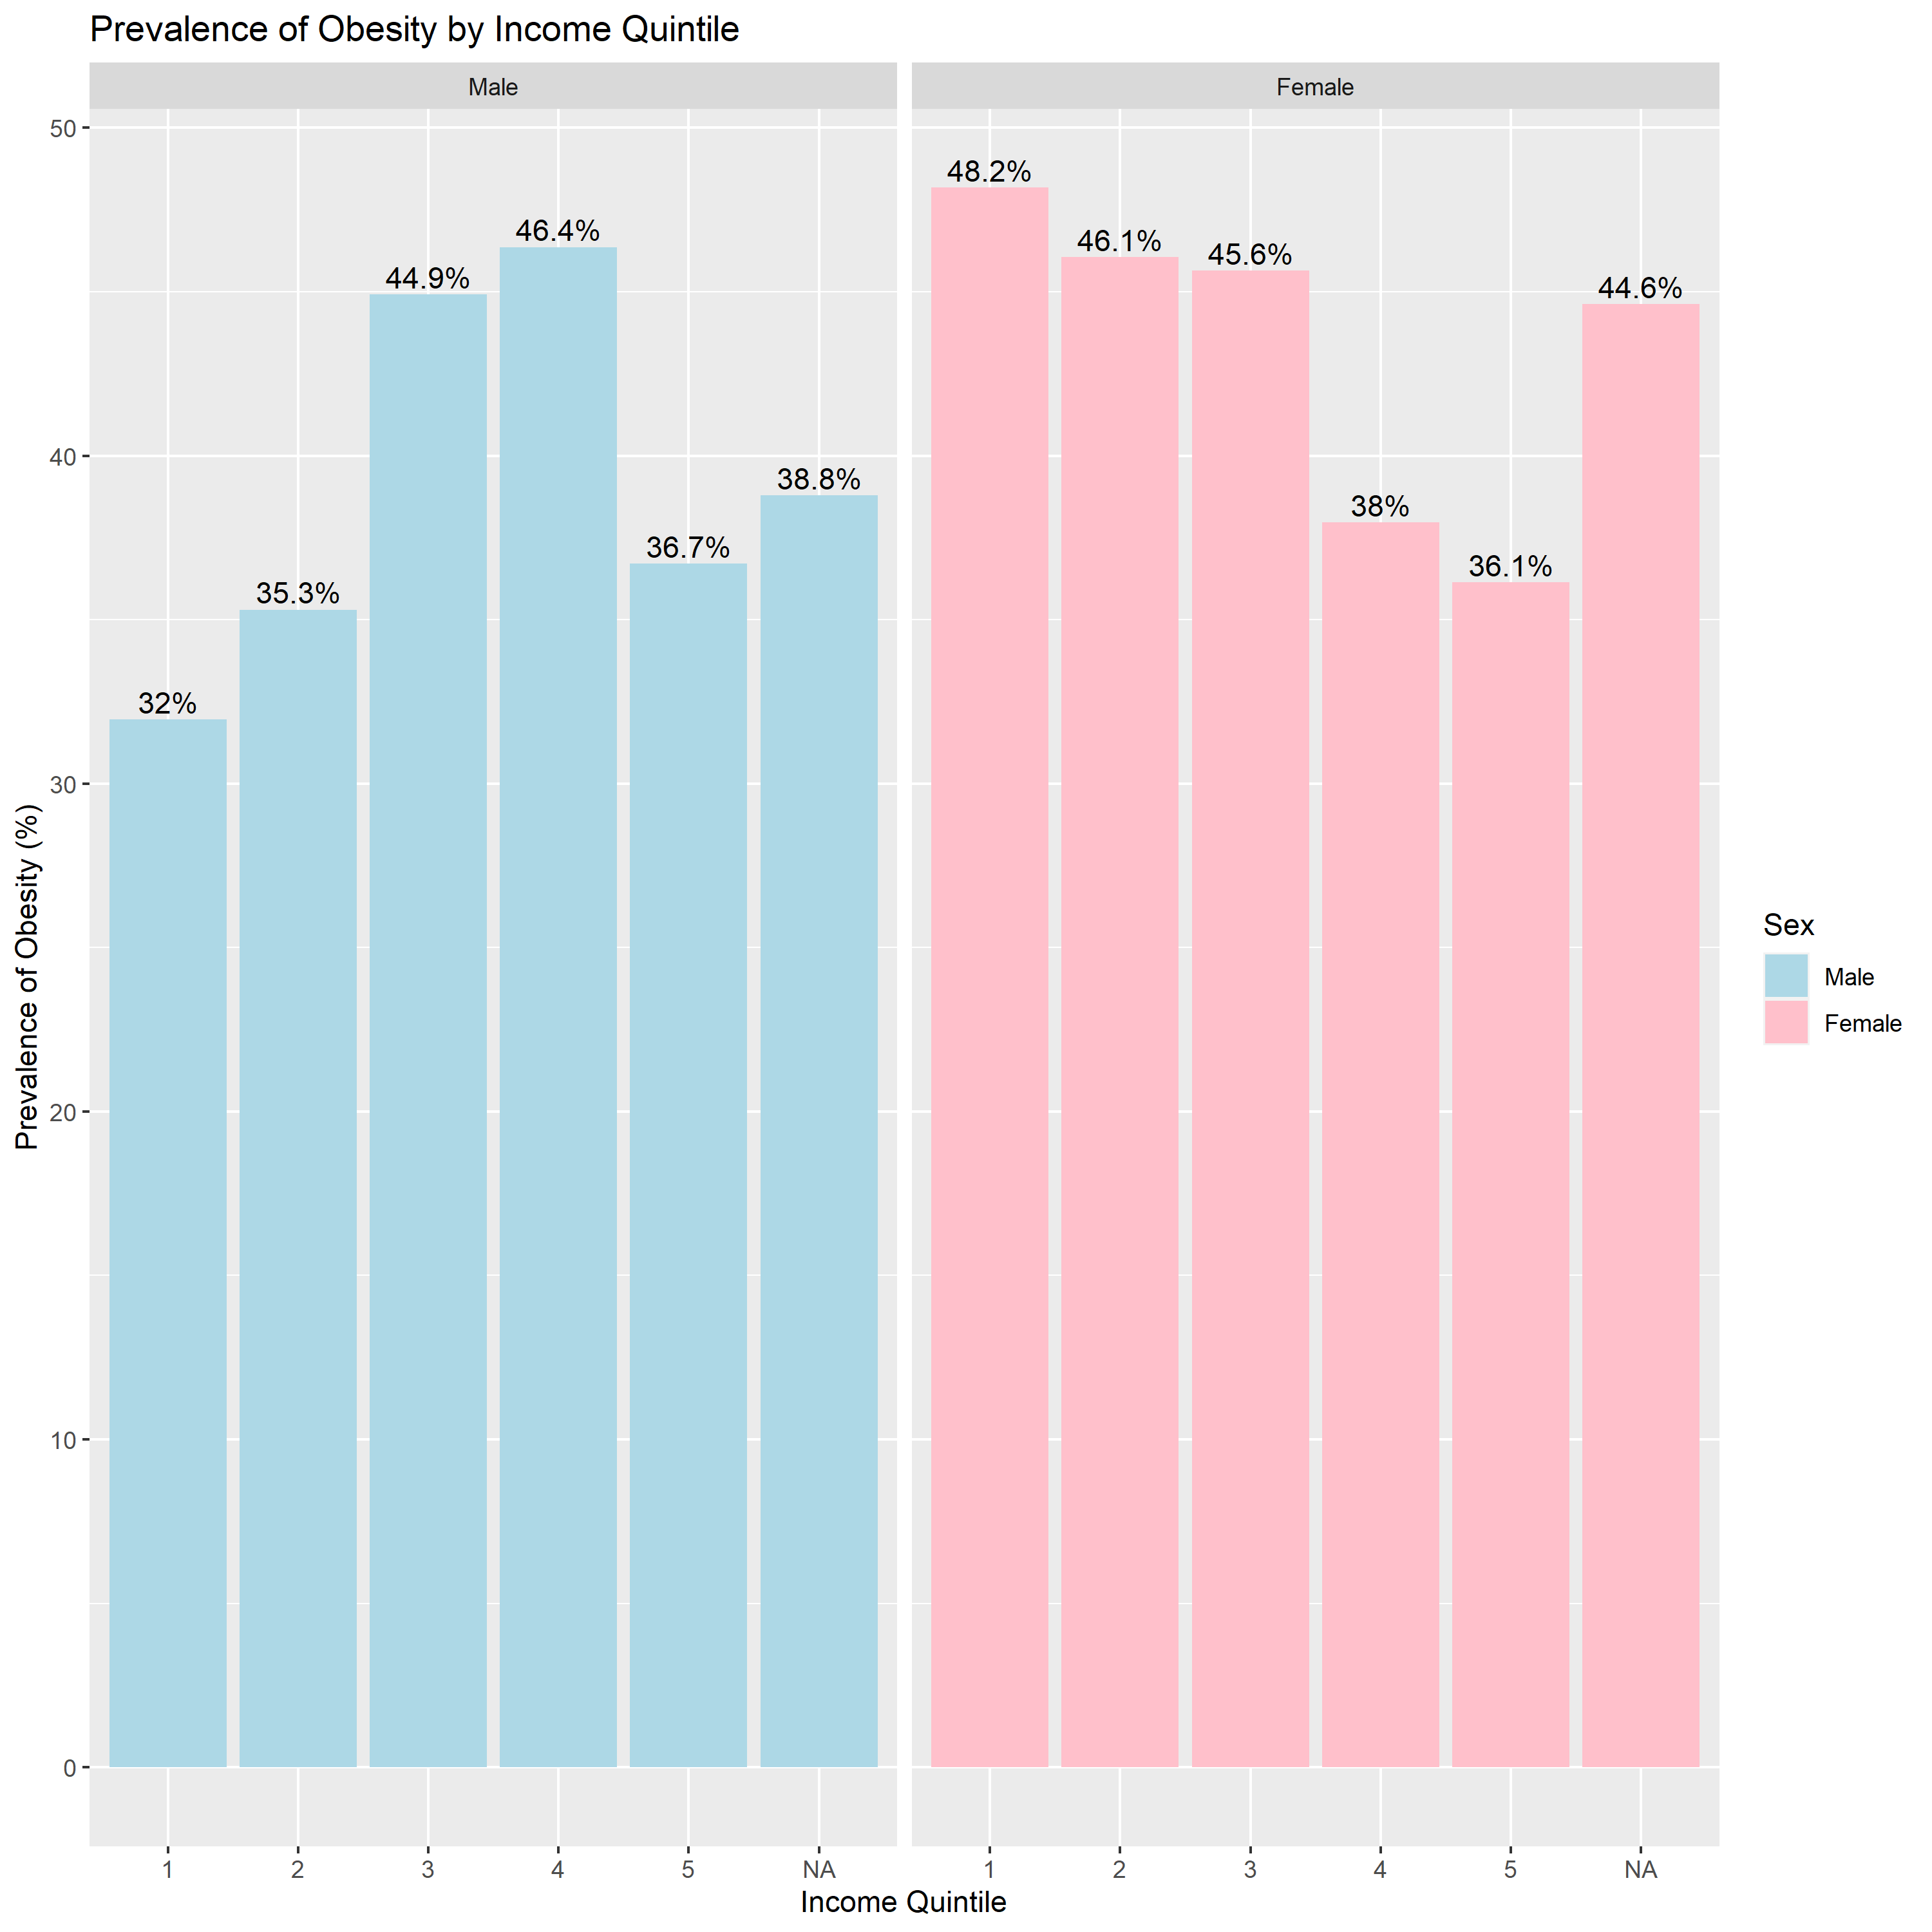 Prevalence of Obesity by Income Quintile
Male
Female
Prevalence of Obesity (%)
50
40
30
20
10
0
32%
35.3%
44.9%
46.4%
36.7%
38.8%
48.2%
46.1%
45.6%
38%
36.1%
44.6%
1 2 3 4 5 NA
1 2 3 4 5 NA
Income Quintile
Sex
Male
Female